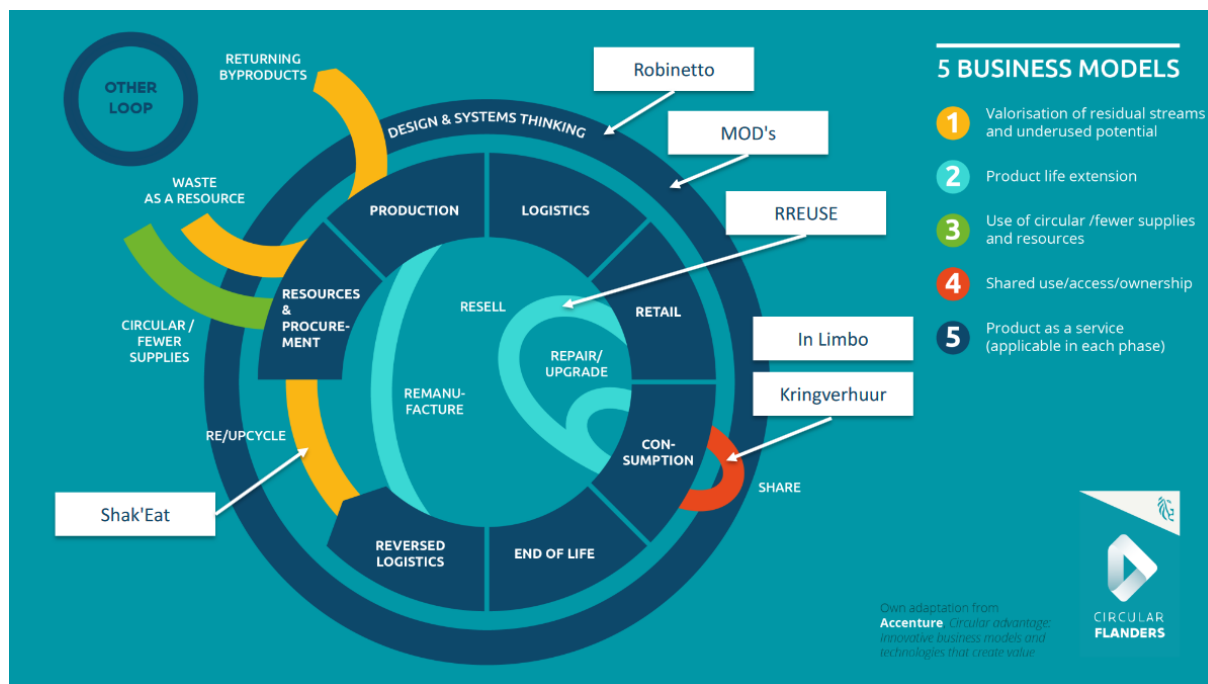 OTHER
LOOP
RETURNING
BYPRODUCTS
WASTE
AS A RESOURCE
CIRCULAR /
FEWER
SUPPLIES
DESIGN & SYSTEMS THINKING
PRODUCTION
LOGISTICS
RESOURCES
&
PROCURE-
MENT
RETAIL
RESELL
REPAIR/
UPGRADE
REMANU-
FACTURE
RE/UPCYCLE
CON-
SUMPTION
SHARE
REVERSED
LOGISTICS
END OF LIFE
Robinetto
MOD's
RREUSE
In Limbo
Kringverhuur
Shak'Eat
5 BUSINESS MODELS
1 Valorisation of residual streams
and underused potential
2 Product life extension
3 Use of circular /fewer supplies
and resources
4 Shared use/access/ownership
5 Product as a service
(applicable in each phase)
Own adaptation from
Accenture Circular advantage:
Innovative business models and
technologies that create value
CIRCULAR
FLANDERS